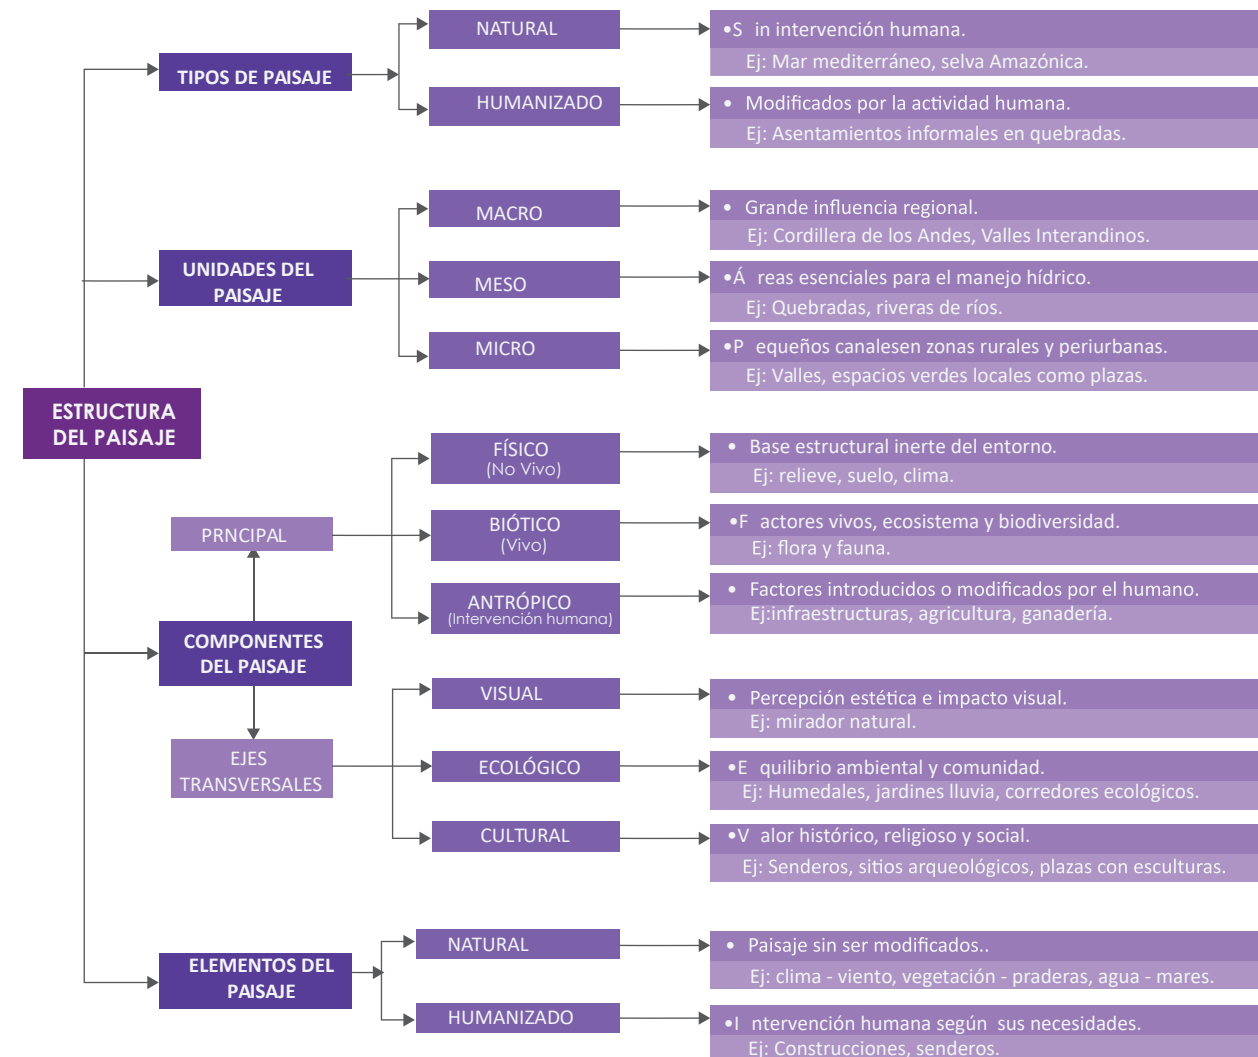 NATURAL
•S in intervención humana.
Ej: Mar mediterráneo, selva Amazónica.
TIPOS DE PAISAJE
HUMANIZADO
• Modificados por la actividad humana.
Ej: Asentamientos informales en quebradas.
MACRO
• Grande influencia regional.
Ej: Cordillera de los Andes, Valles Interandinos.
UNIDADES DEL
PAISAJE
MESO
•Á reas esenciales para el manejo hídrico.
Ej: Quebradas, riveras de ríos.
MICRO
•P equeños canalesen zonas rurales y periurbanas.
Ej: Valles, espacios verdes locales como plazas.
ESTRUCTURA
DEL PAISAJE
FÍSICO
(No Vivo)
• Base estructural inerte del entorno.
Ej: relieve, suelo, clima.
PRNCIPAL
BIÓTICO
(Vivo)
•F actores vivos, ecosistema y biodiversidad.
Ej: flora y fauna.
ANTRÓPICO
(Intervención humana)
• Factores introducidos o modificados por el humano.
Ej:infraestructuras, agricultura, ganadería.
COMPONENTES
DEL PAISAJE
VISUAL
• Percepción estética e impacto visual.
Ej: mirador natural.
EJES
TRANSVERSALES
ECOLÓGICO
•E quilibrio ambiental y comunidad.
Ej: Humedales, jardines lluvia, corredores ecológicos.
CULTURAL
•V alor histórico, religioso y social.
Ej: Senderos, sitios arqueológicos, plazas con esculturas.
NATURAL
• Paisaje sin ser modificados..
Ej: clima - viento, vegetación - praderas, agua - mares.
ELEMENTOS DEL
PAISAJE
HUMANIZADO
•I ntervención humana según sus necesidades.
Ej: Construcciones, senderos.